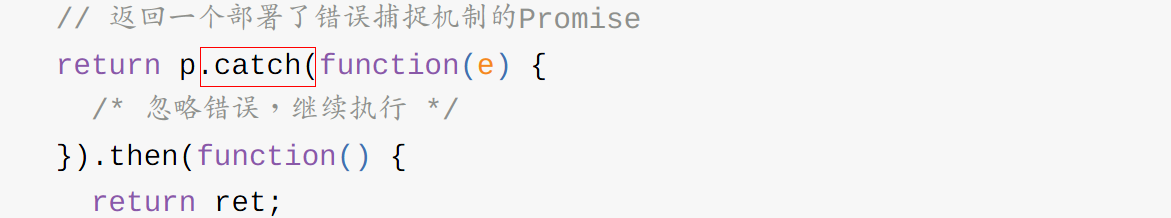 // 返回一个部署了错误捕捉机制的Promise
return p.catch(function(e) {
/* 忽略错误，继续执行 */
}).then(function() {
return ret;